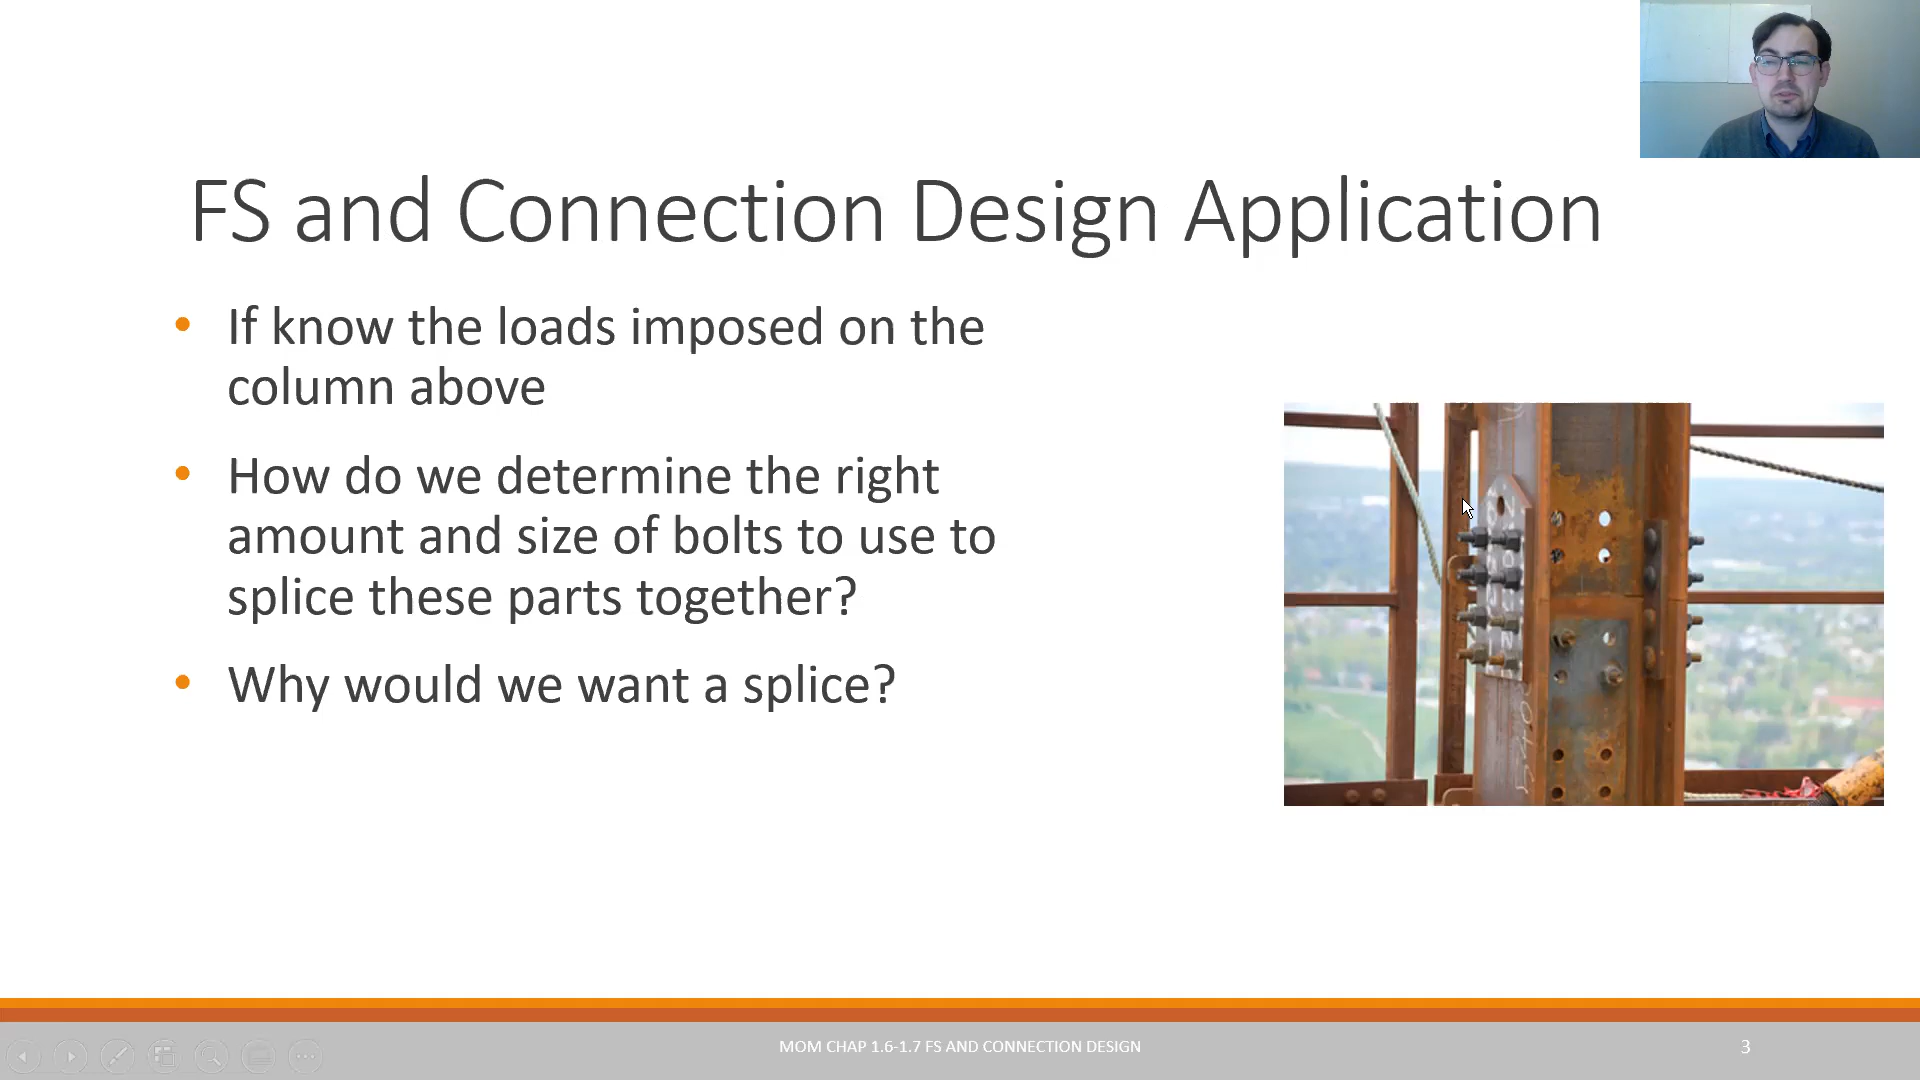 FS and Connection Design Application
• If know the loads imposed on the
column above
• How do we determine the right
amount and size of bolts to use to
splice these parts together?
• Why would we want a splice?
MOM CHAP 1.6-1.7 FS AND CONNECTION DESIGN
3